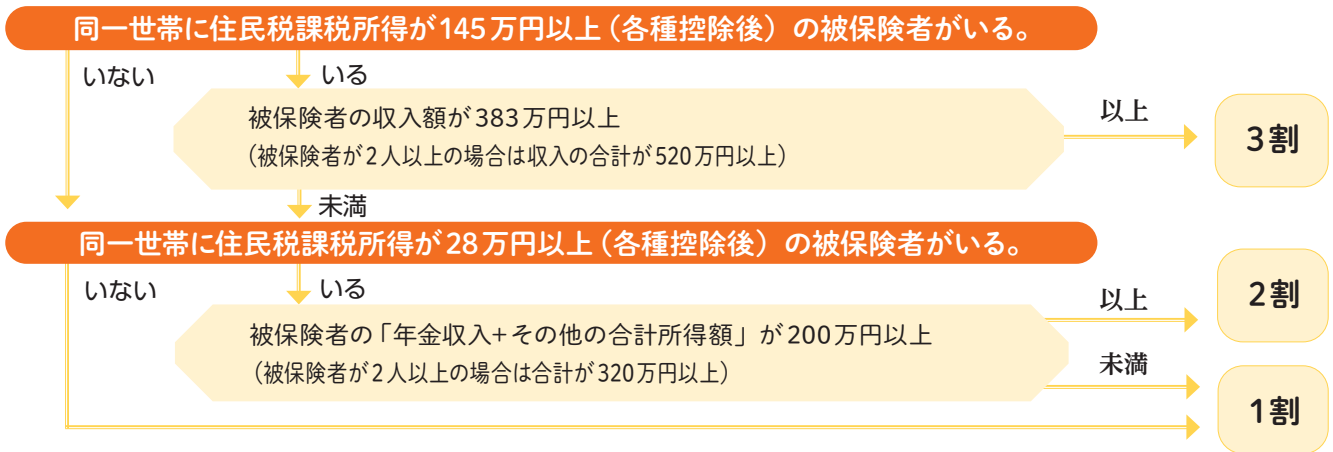 同一世帯に住民税課税所得が145万円以上（各種控除後）の被保険者がいる。
いない
いる
被保険者の収入額が383万円以上
（被保険者が2人以上の場合は収入の合計が520万円以上）
以上
3割
未満
同一世帯に住民税課税所得が28万円以上（各種控除後）の被保険者がいる。
いない
いる
被保険者の「年金収入+その他の合計所得額」が200万円以上
（被保険者が2人以上の場合は合計が320万円以上）
以上
2割
未満
1割